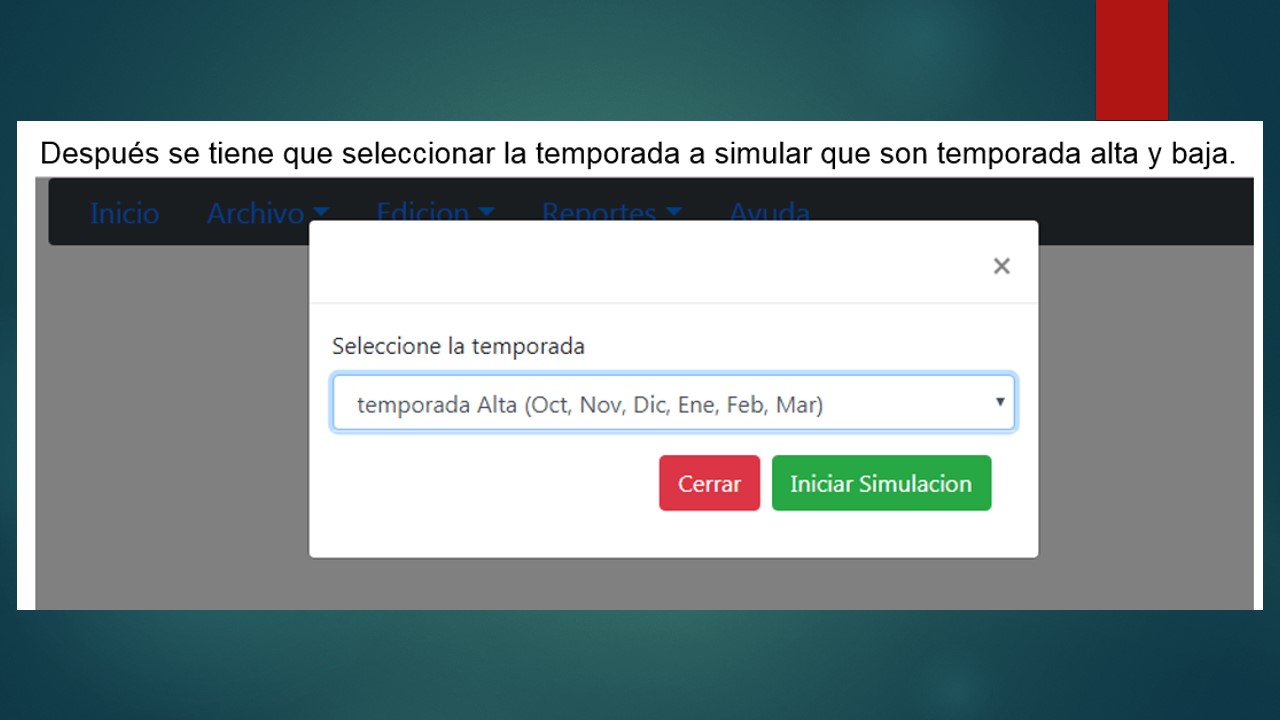 Después se tiene que seleccionar la temporada a simular que son temporada alta y baja.
Inicio Archivo Edicion Reportes Ayuda
×
Seleccione la temporada
temporada Alta (Oct, Nov, Dic, Ene, Feb, Mar)
Cerrar Iniciar Simulacion